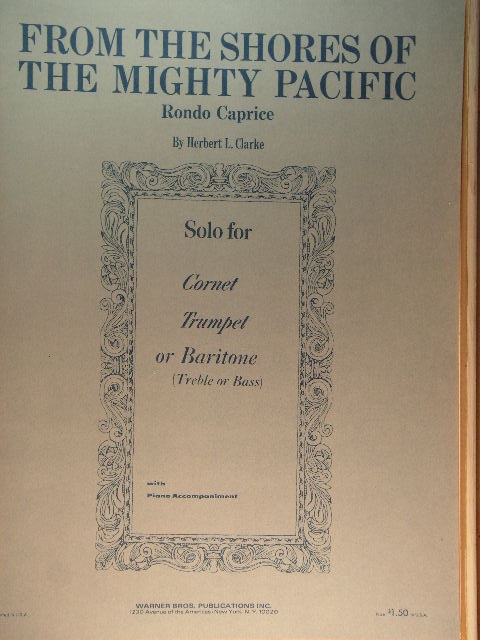 FROM THE SHORES OF
THE MIGHTY PACIFIC
Rondo Caprice
By Herbert L. Clarke
Solo for
Cornet
Trumpet
or Baritone
(Treble or Bass)
with
Piano Accompaniment
WARNER BROS. PUBLICATIONS INC.
1230 Avenue of the Americas • New York, N.Y. 10020
Price $1.50 in U.S.A.